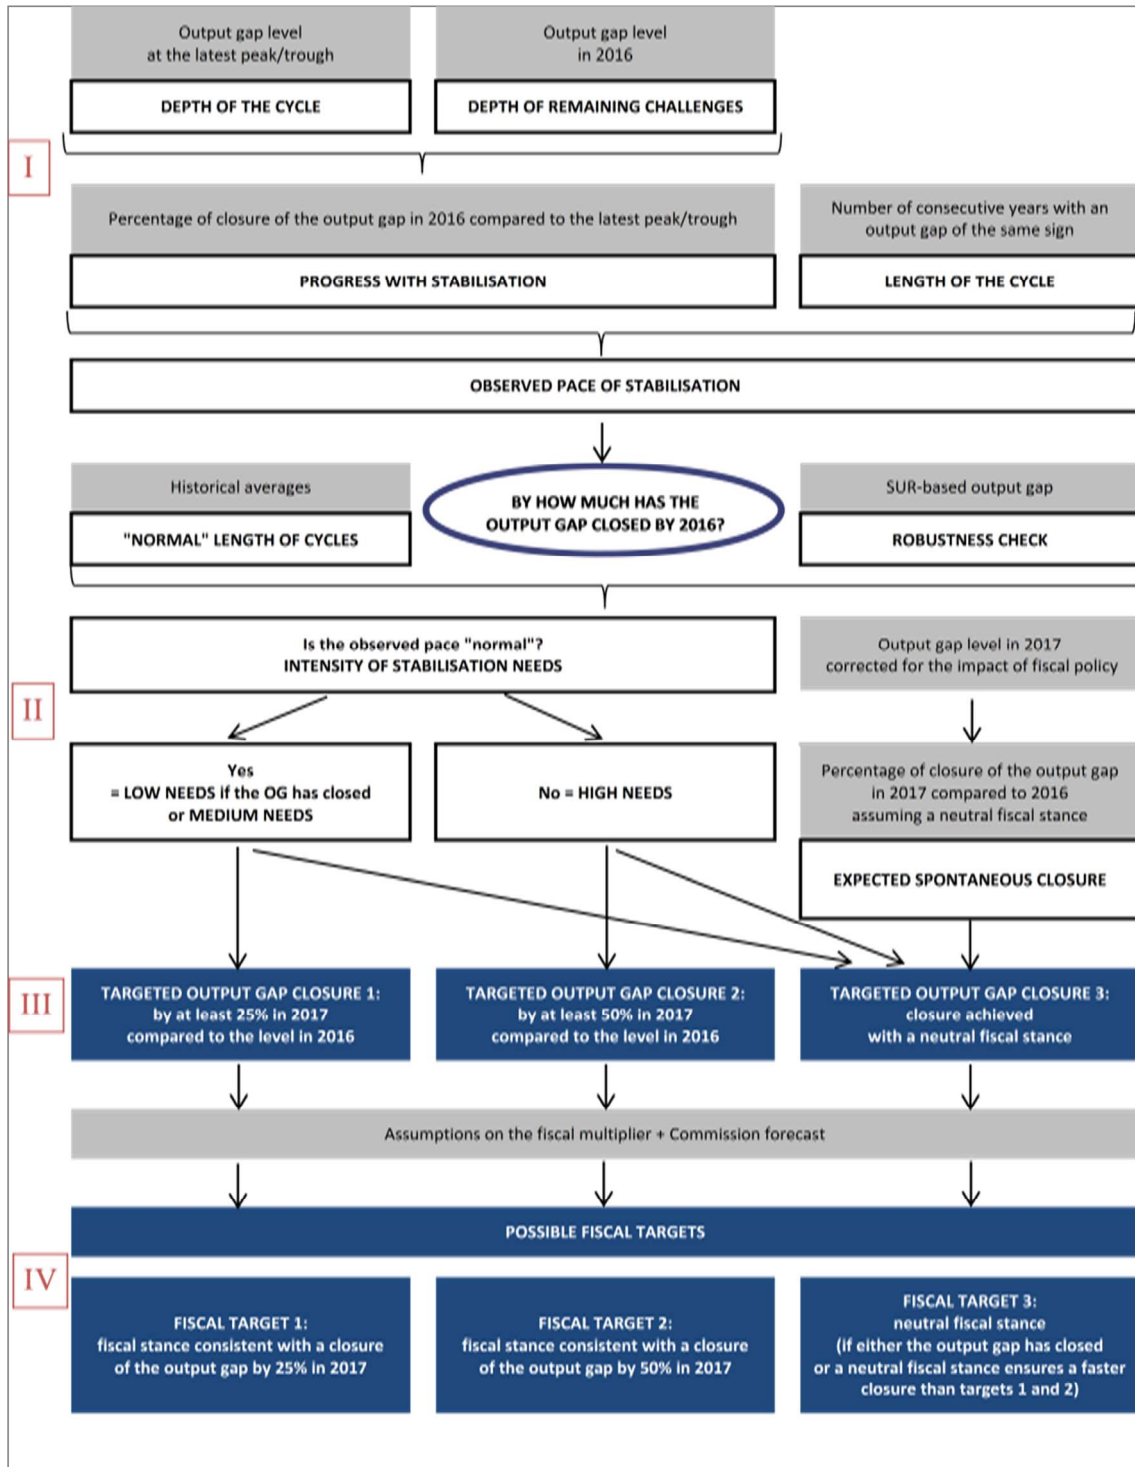 Output gap level
at the latest peak/trough
DEPTH OF THE CYCLE
Output gap level
in 2016
DEPTH OF REMAINING CHALLENGES
I
Percentage of closure of the output gap in 2016 compared to the latest peak/trough
PROGRESS WITH STABILISATION
Number of consecutive years with an
output gap of the same sign
LENGTH OF THE CYCLE
OBSERVED PACE OF STABILISATION
Historical averages
"NORMAL" LENGTH OF CYCLES
BY HOW MUCH HAS THE
OUTPUT GAP CLOSED BY 2016?
SUR-based output gap
ROBUSTNESS CHECK
Is the observed pace "normal"?
INTENSITY OF STABILISATION NEEDS
Output gap level in 2017
corrected for the impact of fiscal policy
II
Yes
= LOW NEEDS if the OG has closed
or MEDIUM NEEDS
No = HIGH NEEDS
Percentage of closure of the output gap
in 2017 compared to 2016
assuming a neutral fiscal stance
EXPECTED SPONTANEOUS CLOSURE
III
TARGETED OUTPUT GAP CLOSURE 1:
by at least 25% in 2017
compared to the level in 2016
TARGETED OUTPUT GAP CLOSURE 2:
by at least 50% in 2017
compared to the level in 2016
TARGETED OUTPUT GAP CLOSURE 3:
closure achieved
with a neutral fiscal stance
Assumptions on the fiscal multiplier + Commission forecast
POSSIBLE FISCAL TARGETS
IV
FISCAL TARGET 1:
fiscal stance consistent with a closure
of the output gap by 25% in 2017
FISCAL TARGET 2:
fiscal stance consistent with a closure
of the output gap by 50% in 2017
FISCAL TARGET 3:
neutral fiscal stance
(if either the output gap has closed
or a neutral fiscal stance ensures a faster
closure than targets 1 and 2)